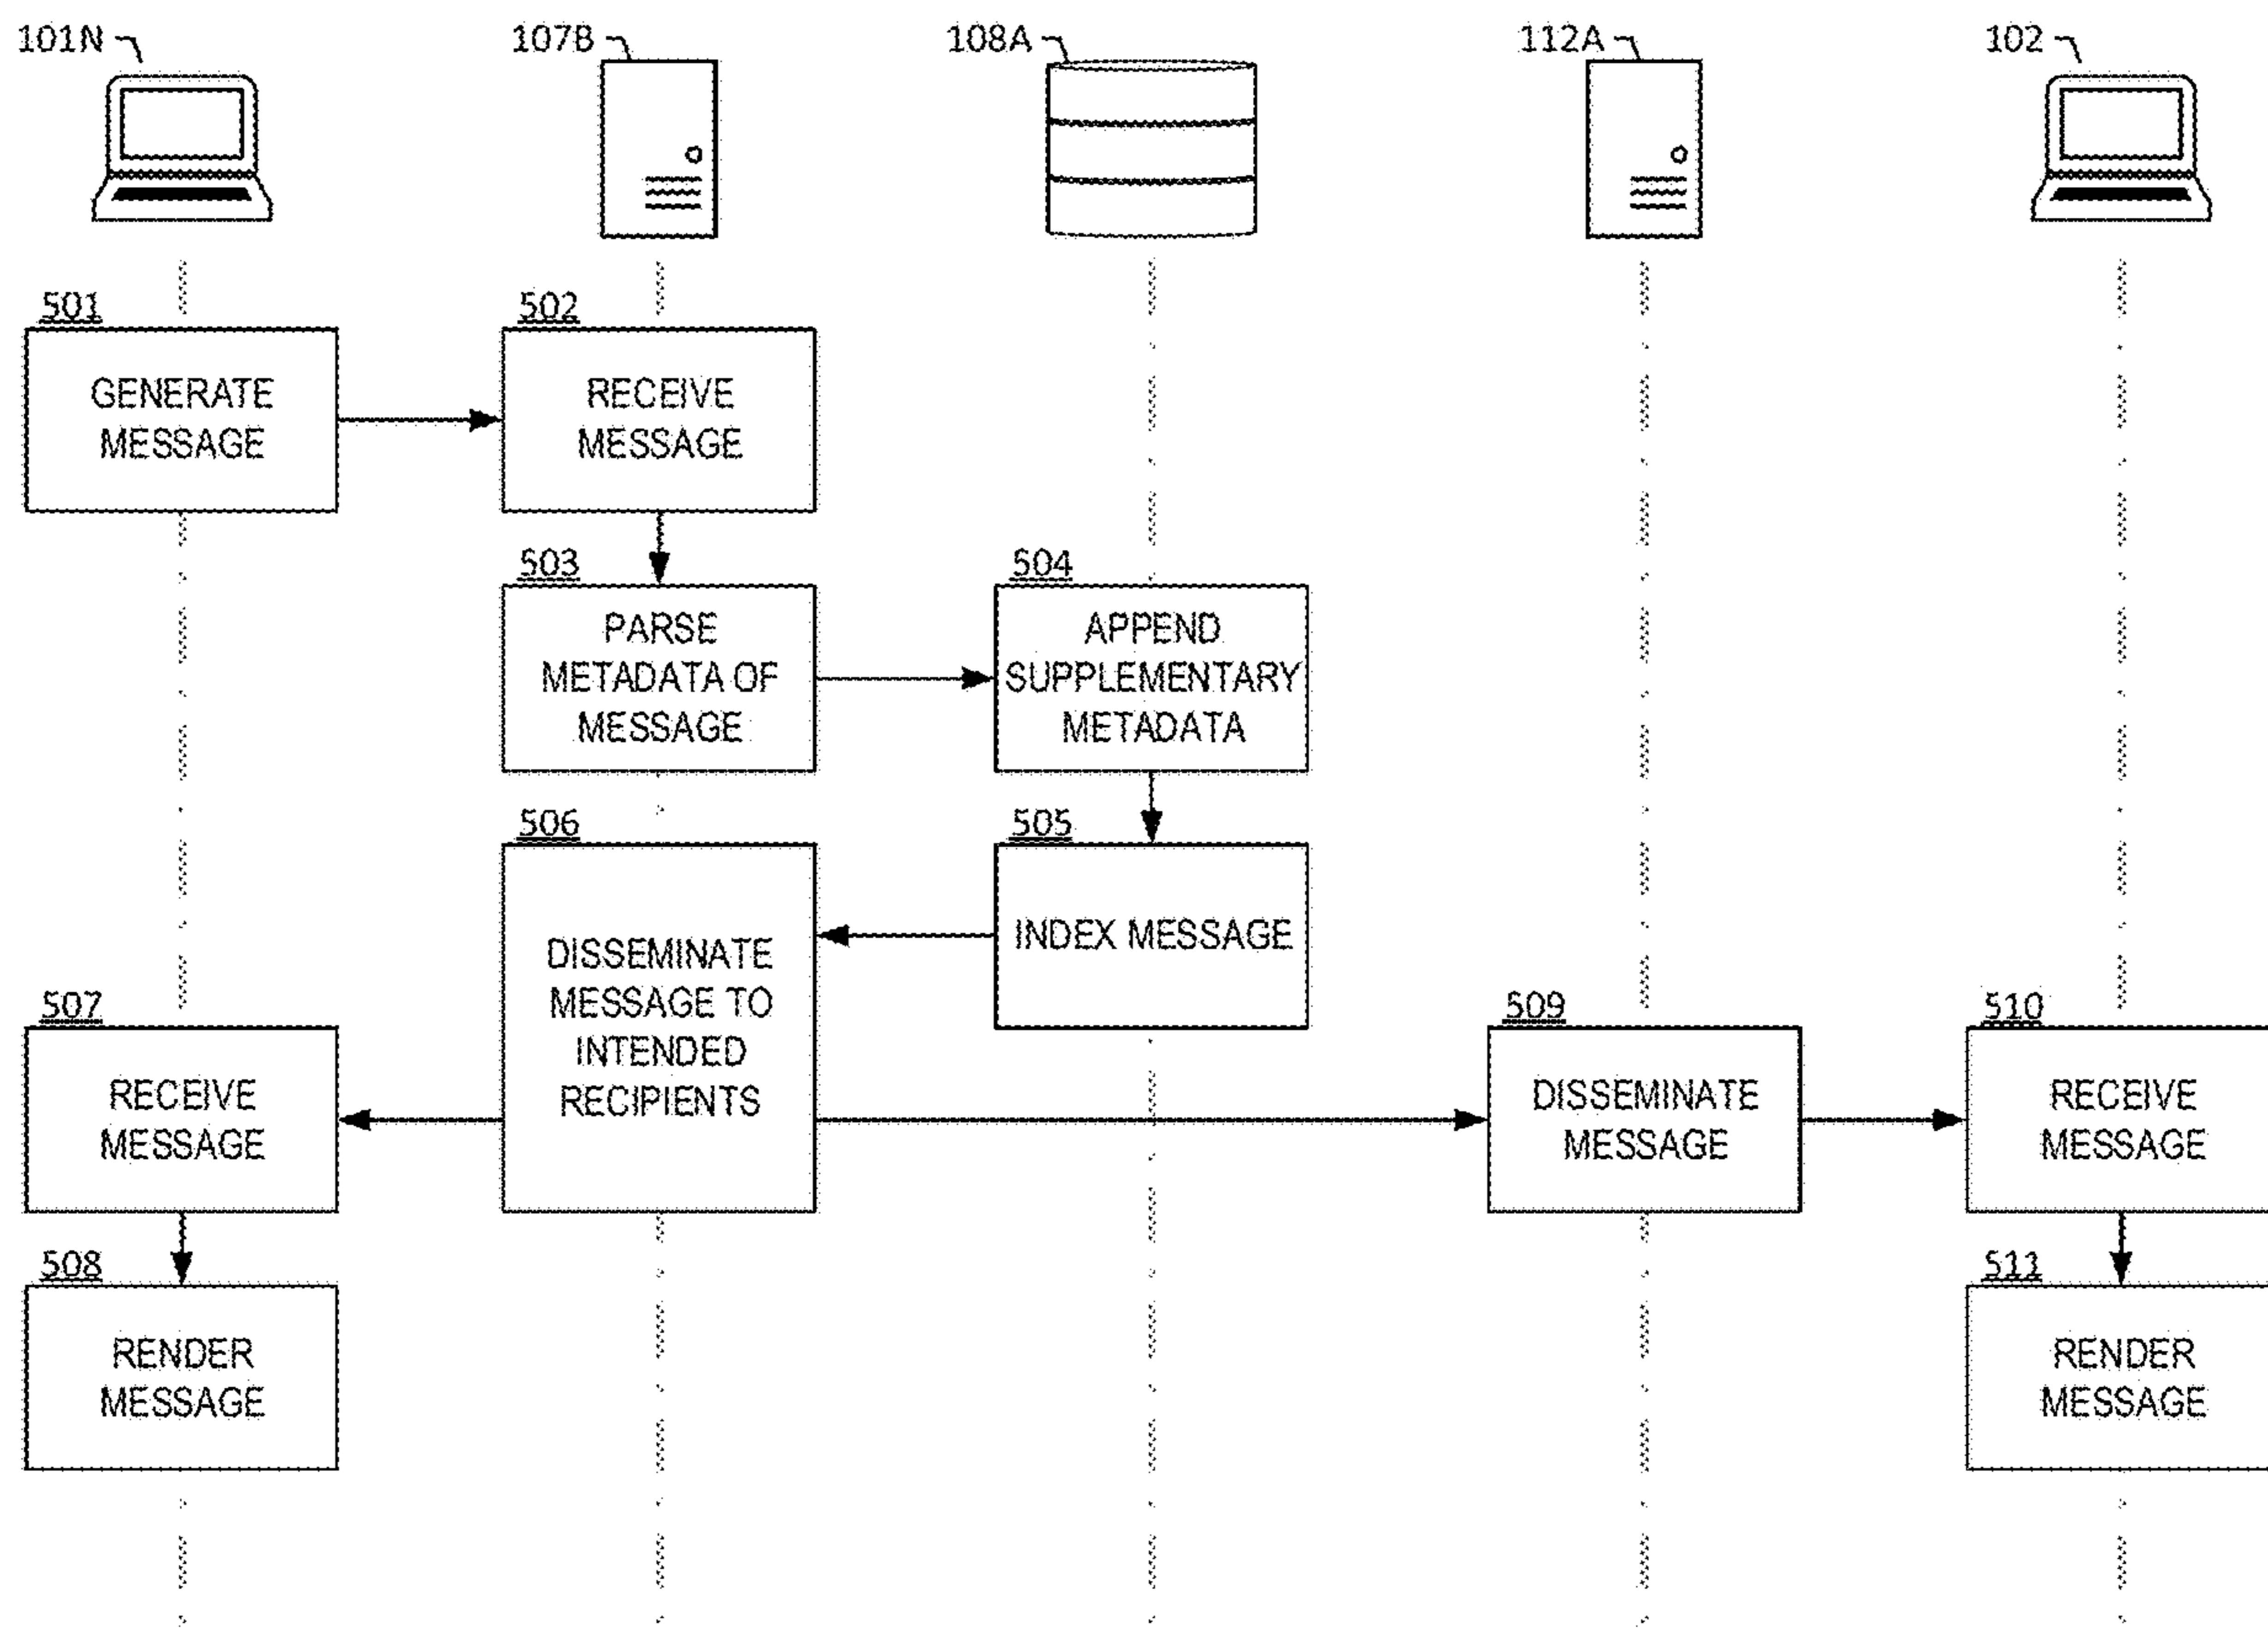 101N
107B
108A
112A
102
501
502
GENERATE
MESSAGE
RECEIVE
MESSAGE
503
504
PARSE
METADATA OF
MESSAGE
APPEND
SUPPLEMENTARY
METADATA
506
505
DISSEMINATE
MESSAGE TO
INTENDED
RECIPIENTS
INDEX MESSAGE
507
509
510
RECEIVE
MESSAGE
DISSEMINATE
MESSAGE
RECEIVE
MESSAGE
508
511
RENDER
MESSAGE
RENDER
MESSAGE